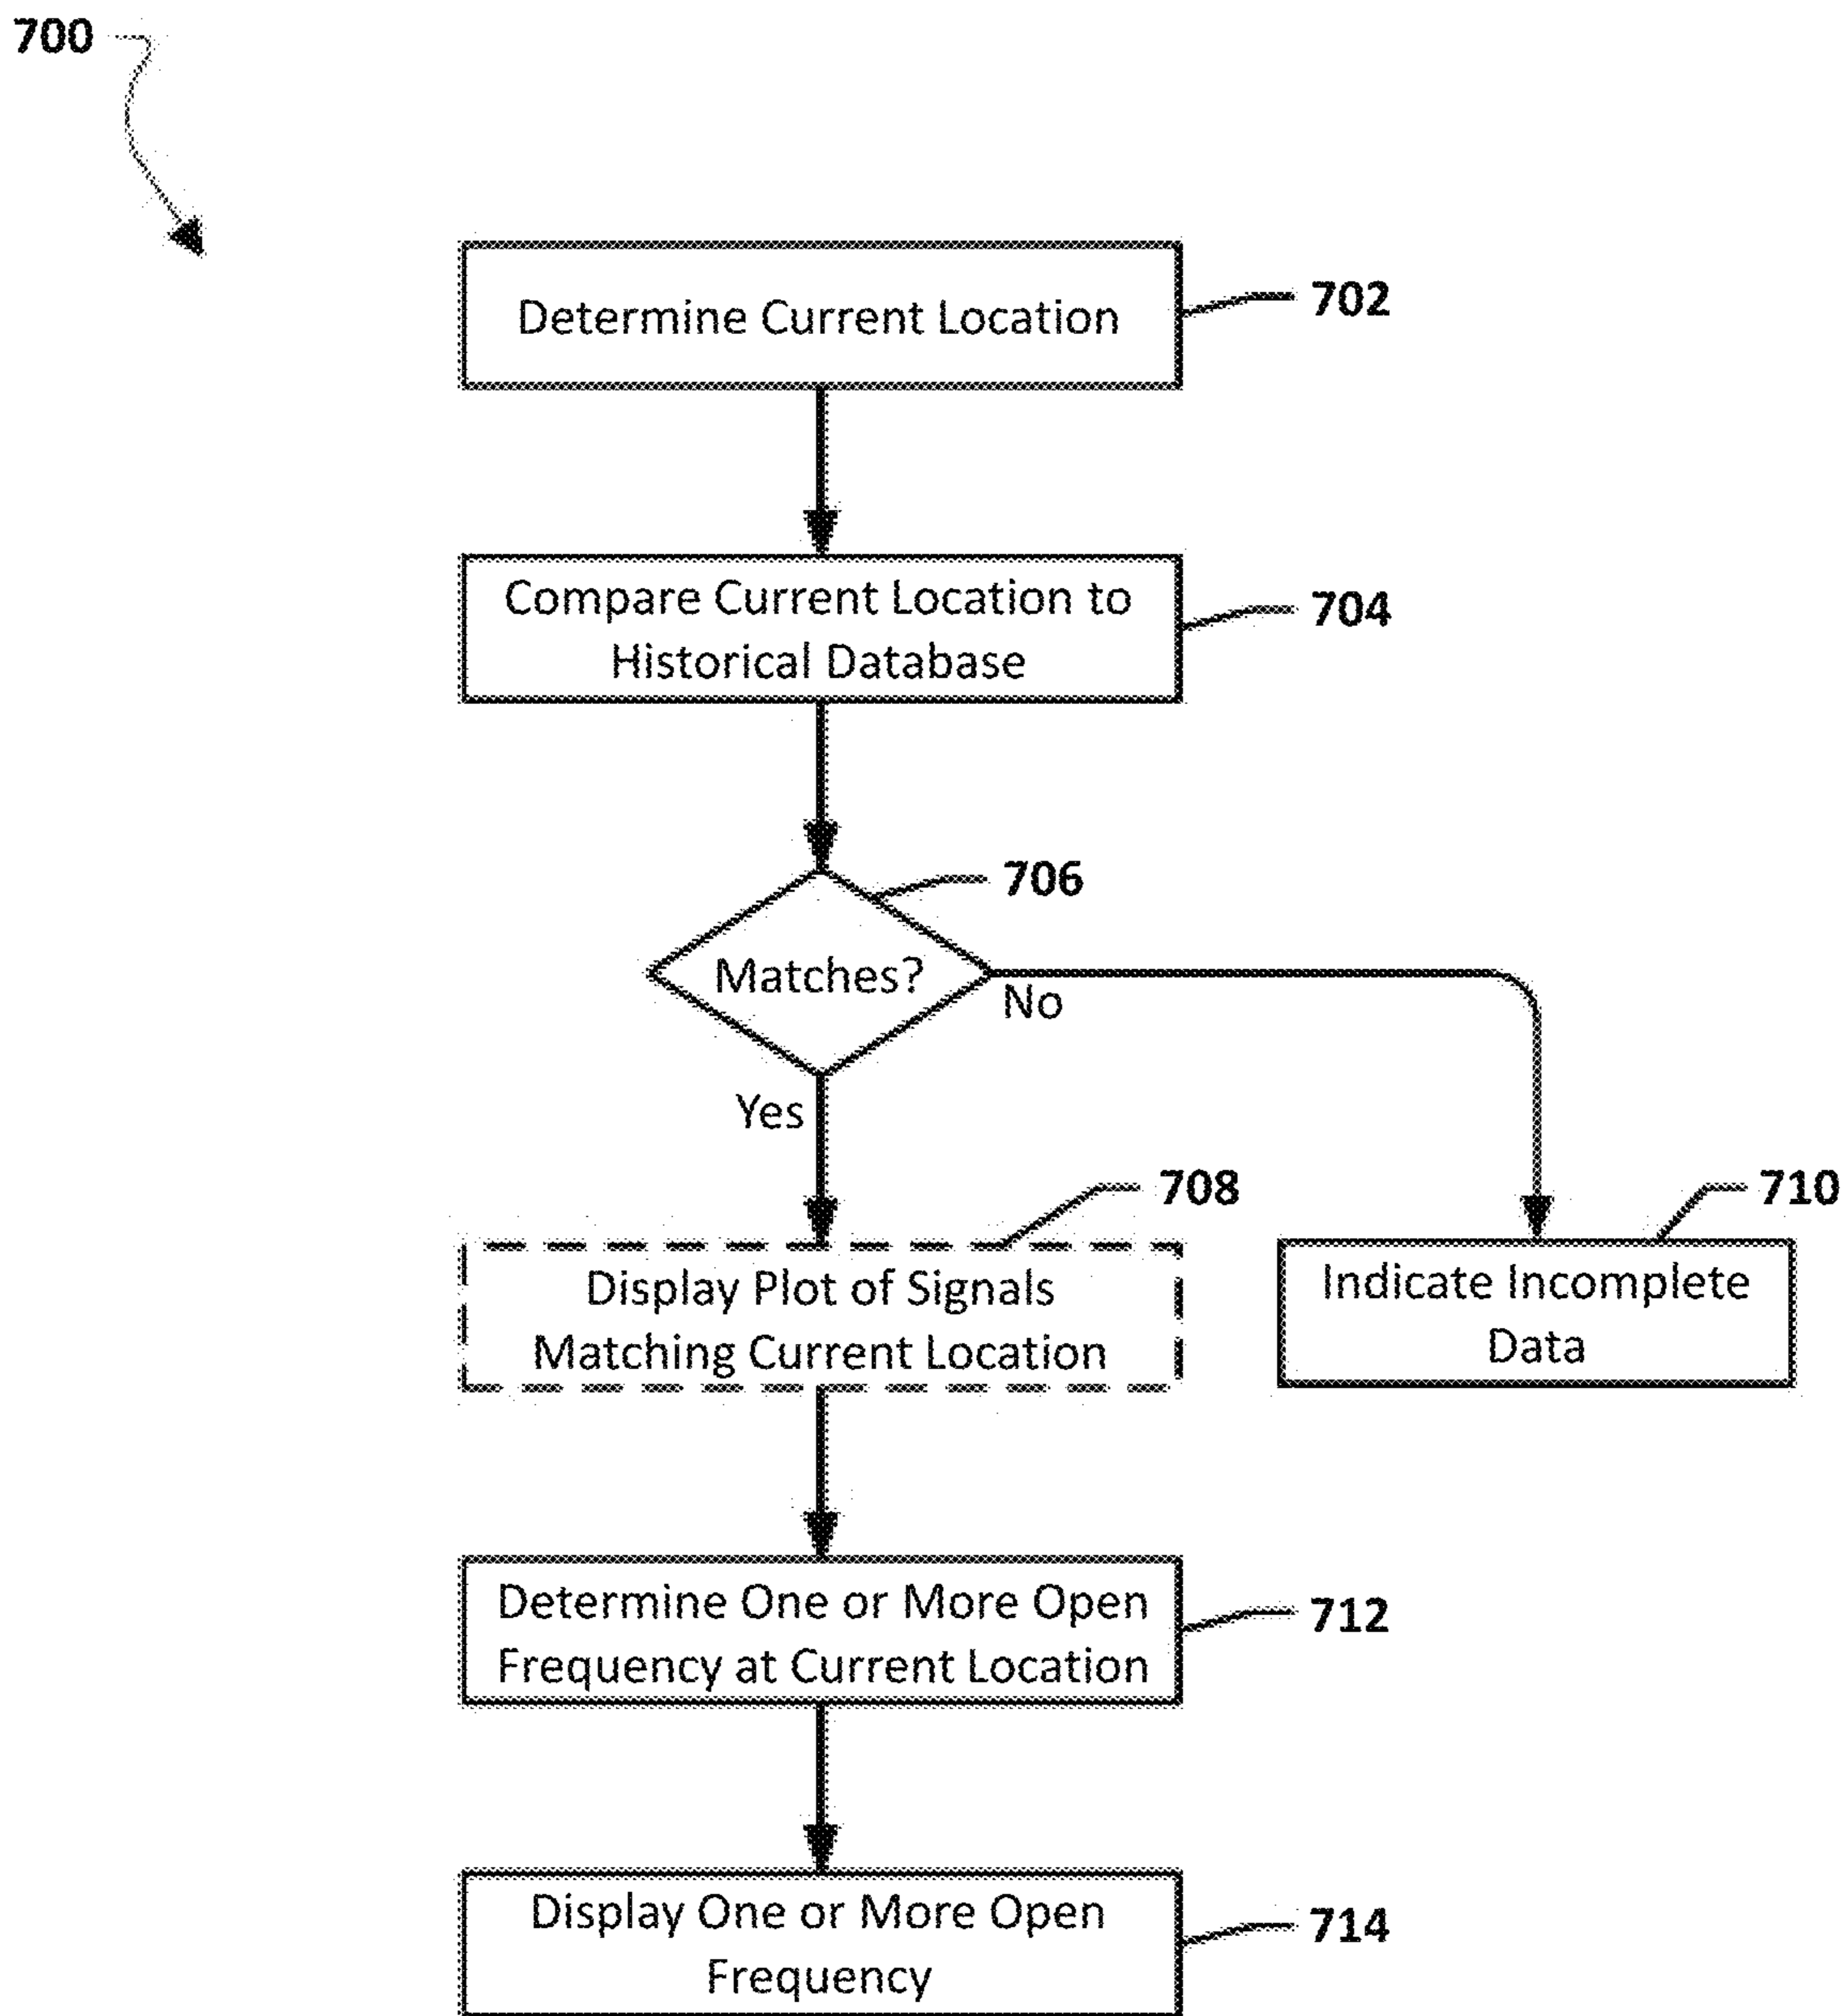 700
Determine Current Location
702
Compare Current Location to
Historical Database
704
706
Matches?
No
Yes
708
Display Plot of Signals
Matching Current Location
710
Indicate Incomplete
Data
Determine One or More Open
Frequency at Current Location
712
Display One or More Open
Frequency
714